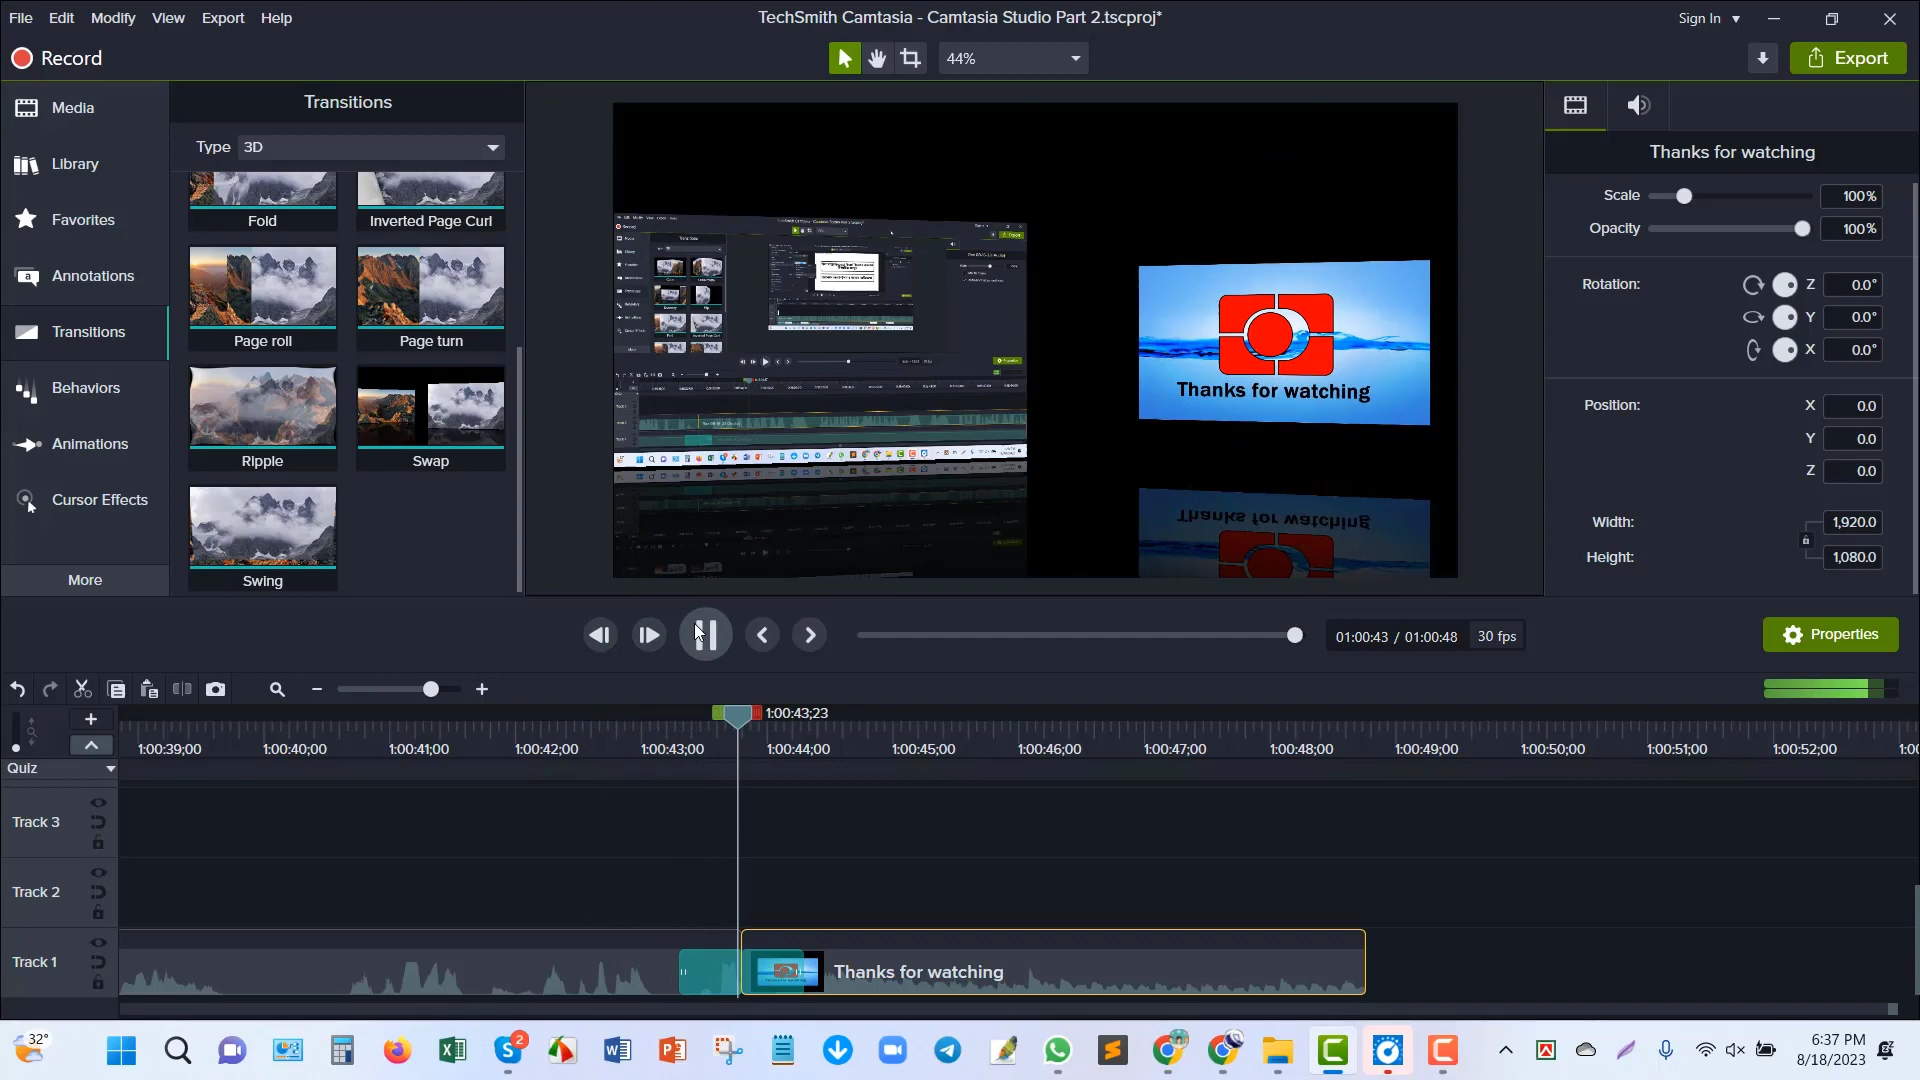 File Edit Modify View Export Help
TechSmith Camtasia - Camtasia Studio Part 2.tscproj*
Sign In
Record
44%
Export
Media
Library
Favorites
Annotations
Transitions
Behaviors
Animations
Cursor Effects
More
Transitions
Type 3D
Fold Inverted Page Curl
Page roll Page turn
Ripple Swap
Swing
Thanks for watching
Thanks for watching
Thanks for watching
Scale 100%
Opacity 100%
Rotation: Z 0.0°
Y 0.0°
X 0.0°
Position: X 0.0
Y 0.0
Z 0.0
Width: 1,920.0
Height: 1,080.0
01:00:43 / 01:00:48 30 fps
Properties
1:00:43;23
1:00:39;00 1:00:40;00 1:00:41;00 1:00:42;00 1:00:43;00 1:00:44;00 1:00:45;00 1:00:46;00 1:00:47;00 1:00:48;00 1:00:49;00 1:00:50;00 1:00:51;00 1:00:52;00 1:00
Quiz
Track 3
Track 2
Track 1
Thanks for watching
32°
2
6:37 PM
8/18/2023